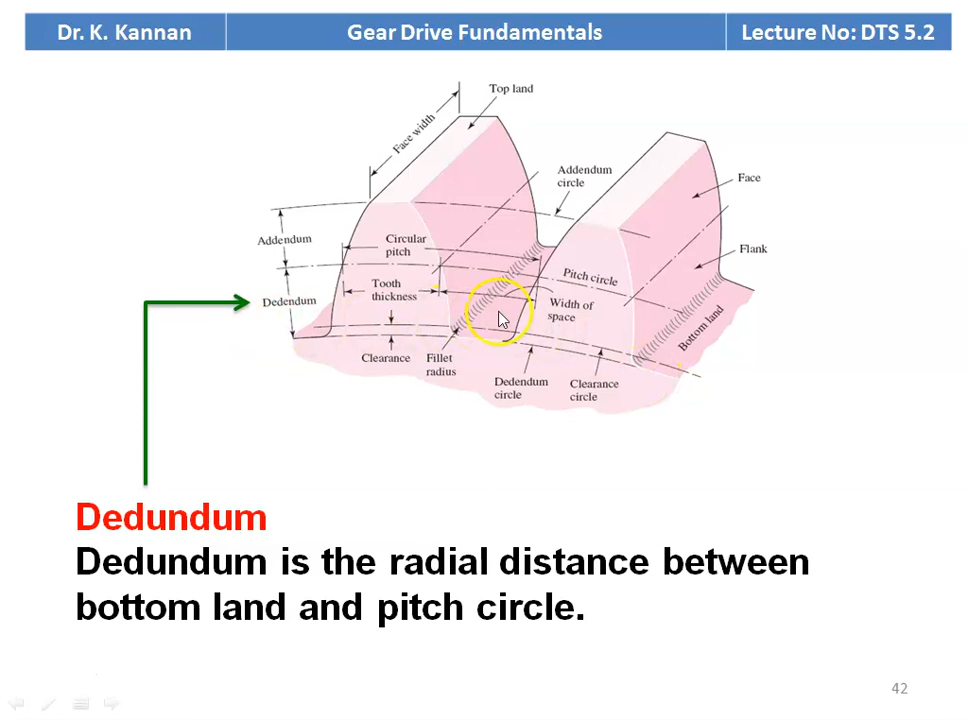 Dr. K. Kannan
Gear Drive Fundamentals
Lecture No: DTS 5.2
Top land
Face width
Addendum
circle
Face
Addendum
Circular
pitch
Flank
Pitch circle
Tooth
thickness
Dedendum
Width of
space
Bottom land
Clearance
Fillet
radius
Dedendum
circle
Clearance
circle
Dedundum
Dedundum is the radial distance between
bottom land and pitch circle.
42